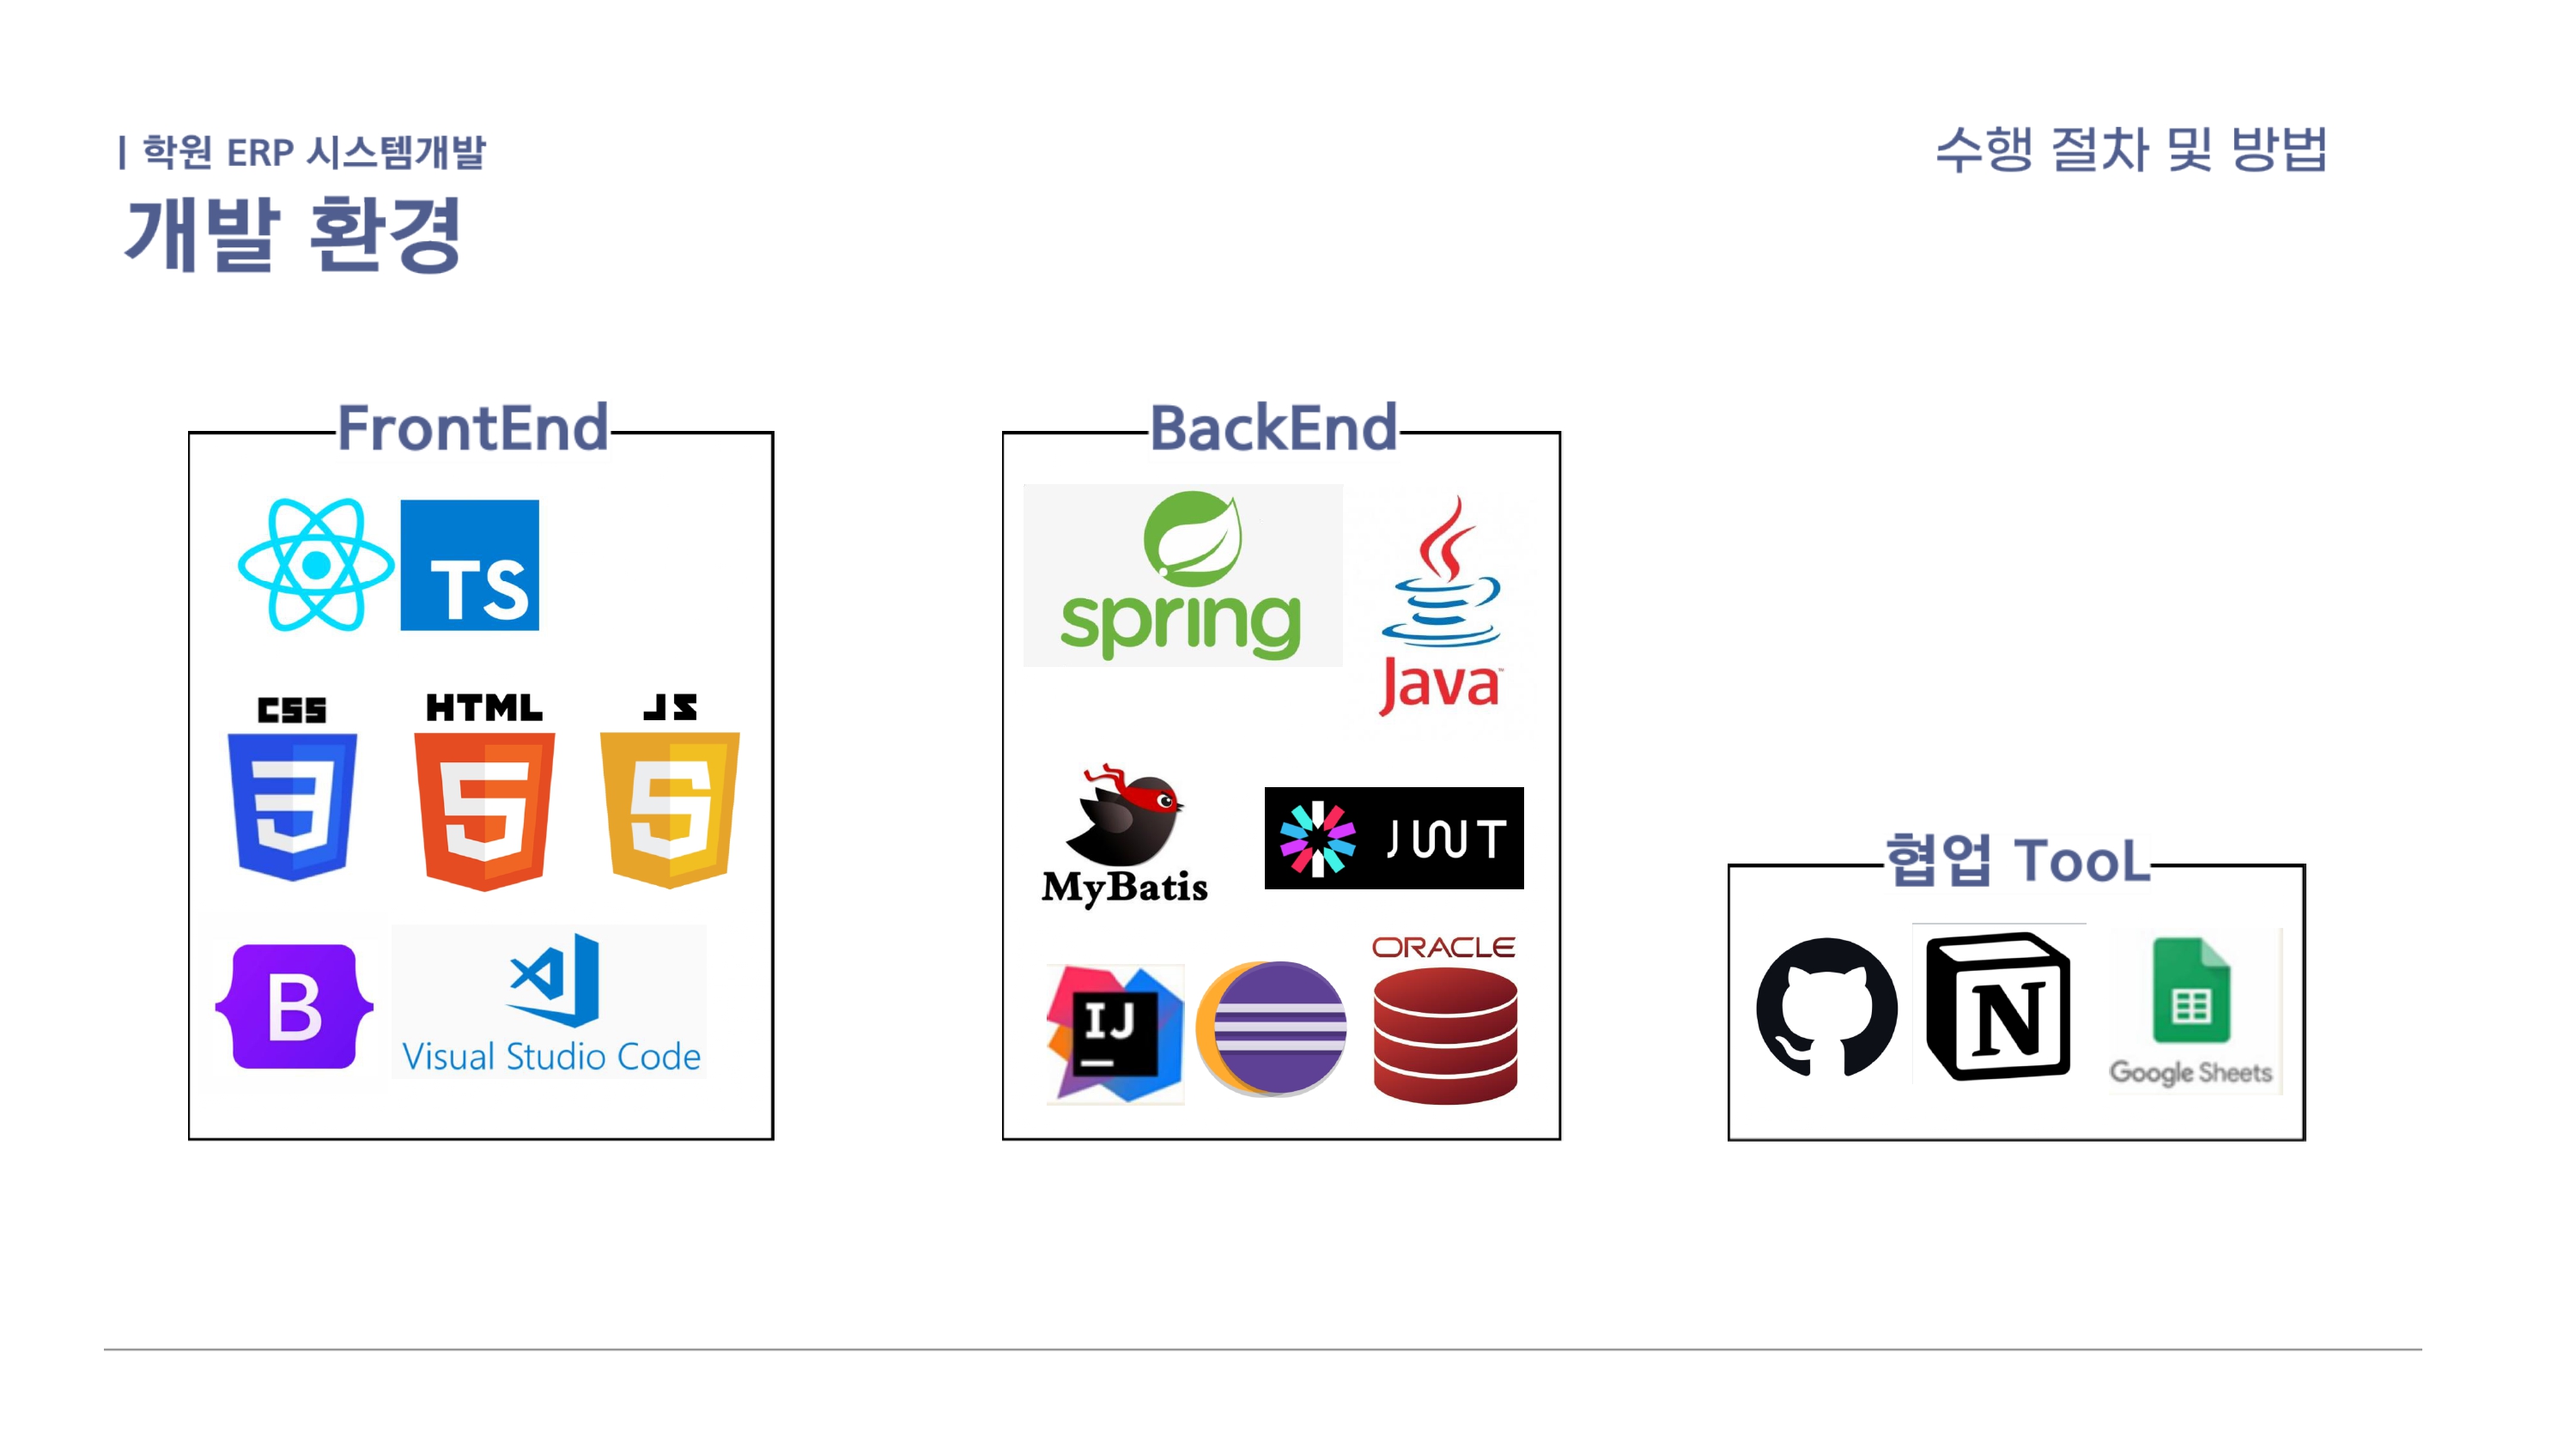 | 학원 ERP 시스템개발
수행 절차 및 방법
개발 환경
FrontEnd
TS
CSS
HTML
JS
B
Visual Studio Code
BackEnd
spring
Java™
MyBatis
JWT
IJ
ORACLE
협업 TooL
N
Google Sheets